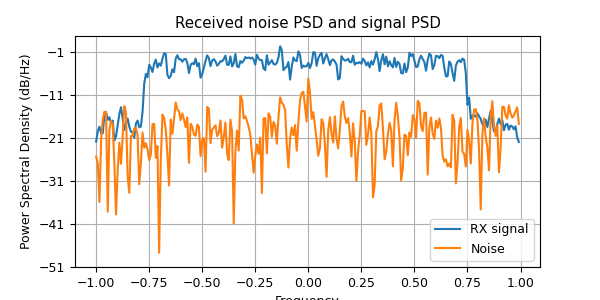 Received noise PSD and signal PSD
Power Spectral Density (dB/Hz)
−1
−11
−21
−31
−41
−51
RX signal
Noise
−1.00 −0.75 −0.50 −0.25 0.00 0.25 0.50 0.75 1.00
Frequency